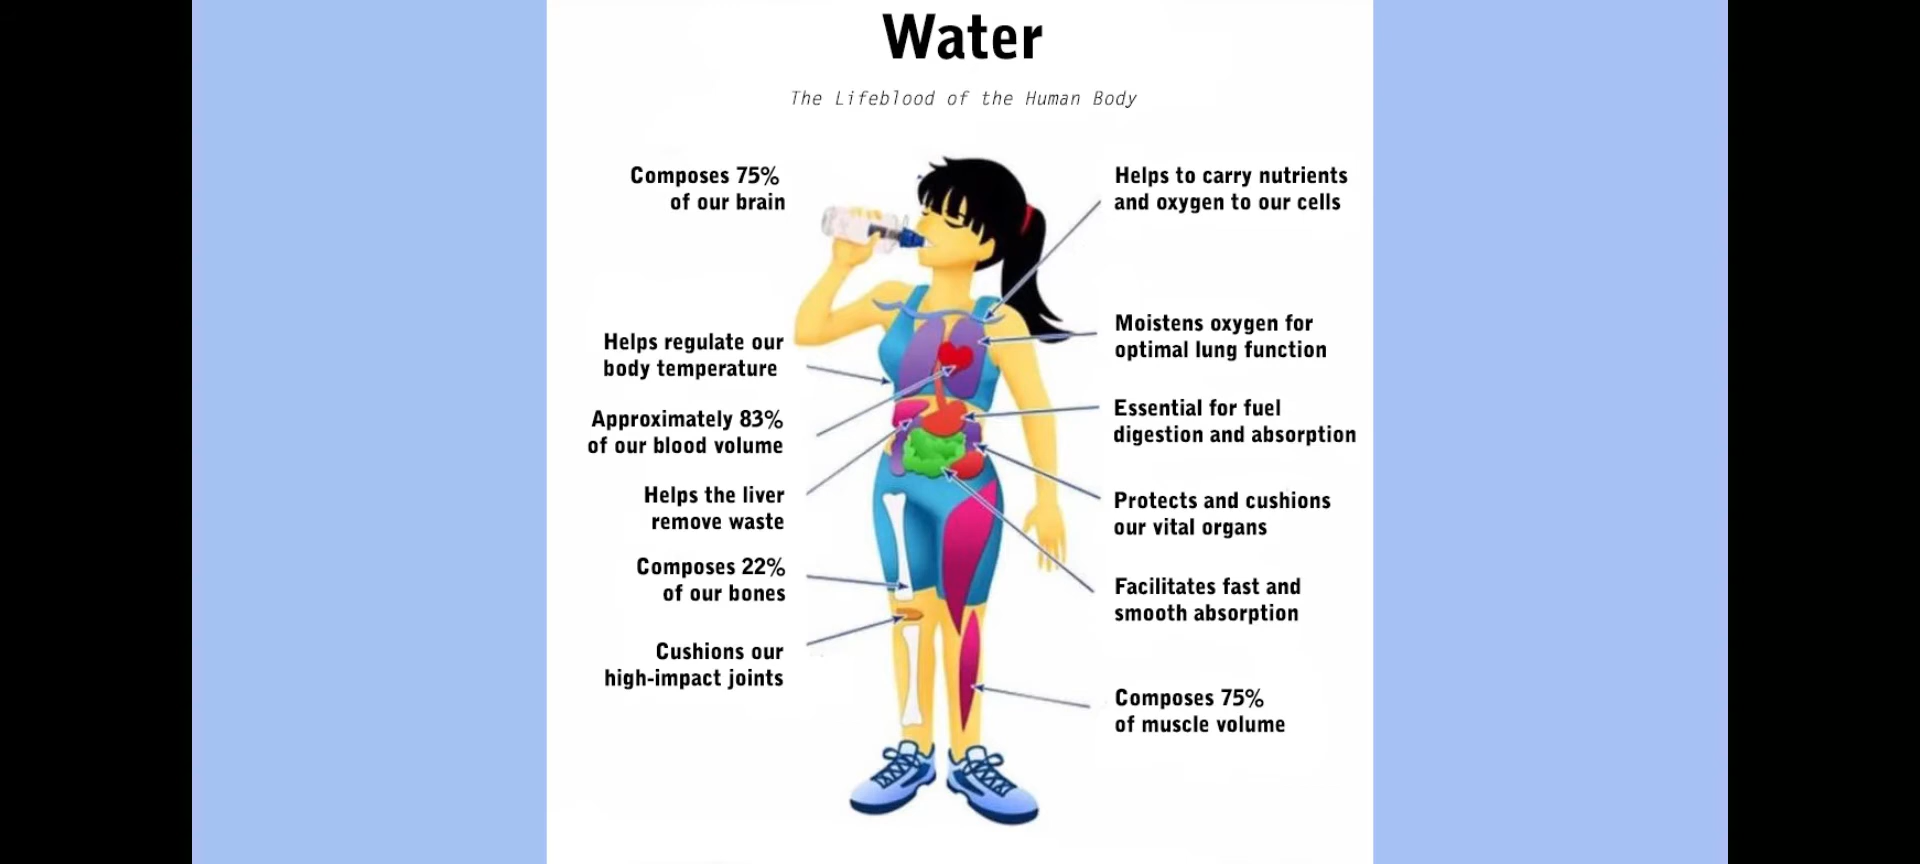 Water
The Lifeblood of the Human Body
Composes 75%
of our brain
Helps regulate our
body temperature
Approximately 83%
of our blood volume
Helps the liver
remove waste
Composes 22%
of our bones
Cushions our
high-impact joints
Helps to carry nutrients
and oxygen to our cells
Moistens oxygen for
optimal lung function
Essential for fuel
digestion and absorption
Protects and cushions
our vital organs
Facilitates fast and
smooth absorption
Composes 75%
of muscle volume